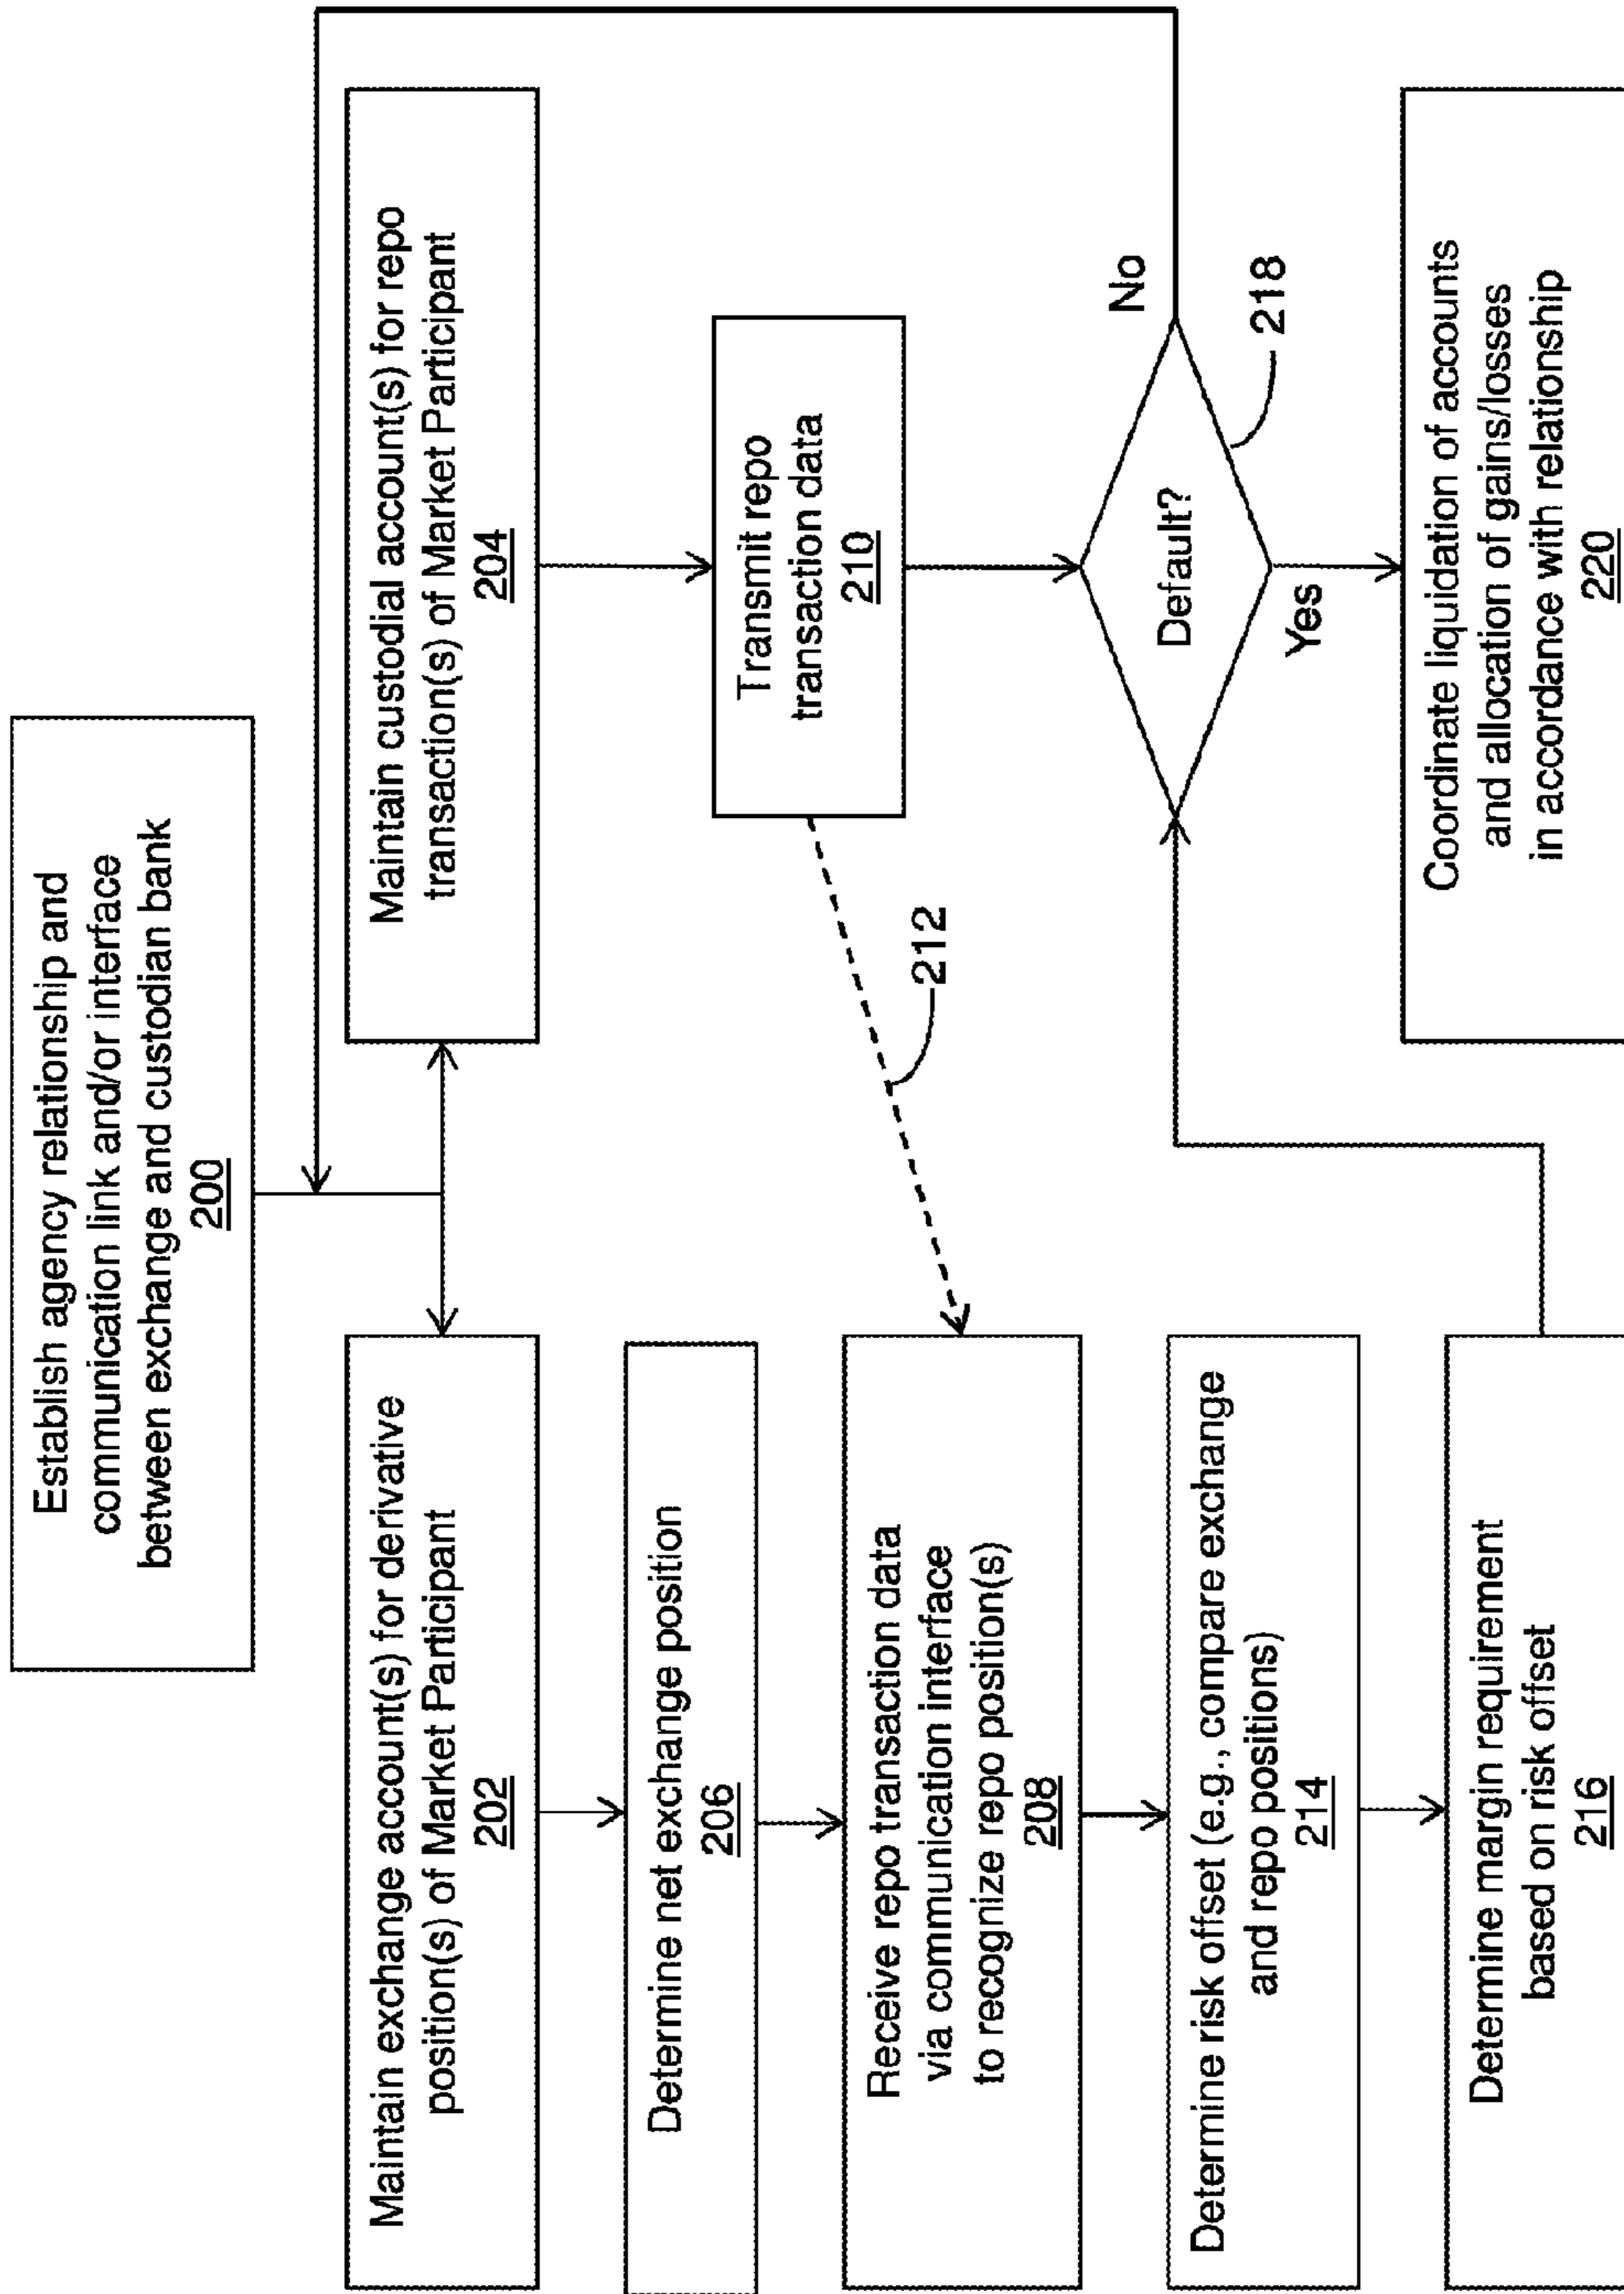 Establish agency relationship and
communication link and/or interface
between exchange and custodian bank
200
Maintain exchange account(s) for derivative
position(s) of Market Participant
202
Maintain custodial account(s) for repo
transaction(s) of Market Participant
204
Determine net exchange position
206
Transmit repo
transaction data
210
212
Receive repo transaction data
via communication interface
to recognize repo position(s)
208
Default?
No
218
Yes
Determine risk offset (e.g., compare exchange
and repo positions)
214
Determine margin requirement
based on risk offset
216
Coordinate liquidation of accounts
and allocation of gains/losses
in accordance with relationship
220